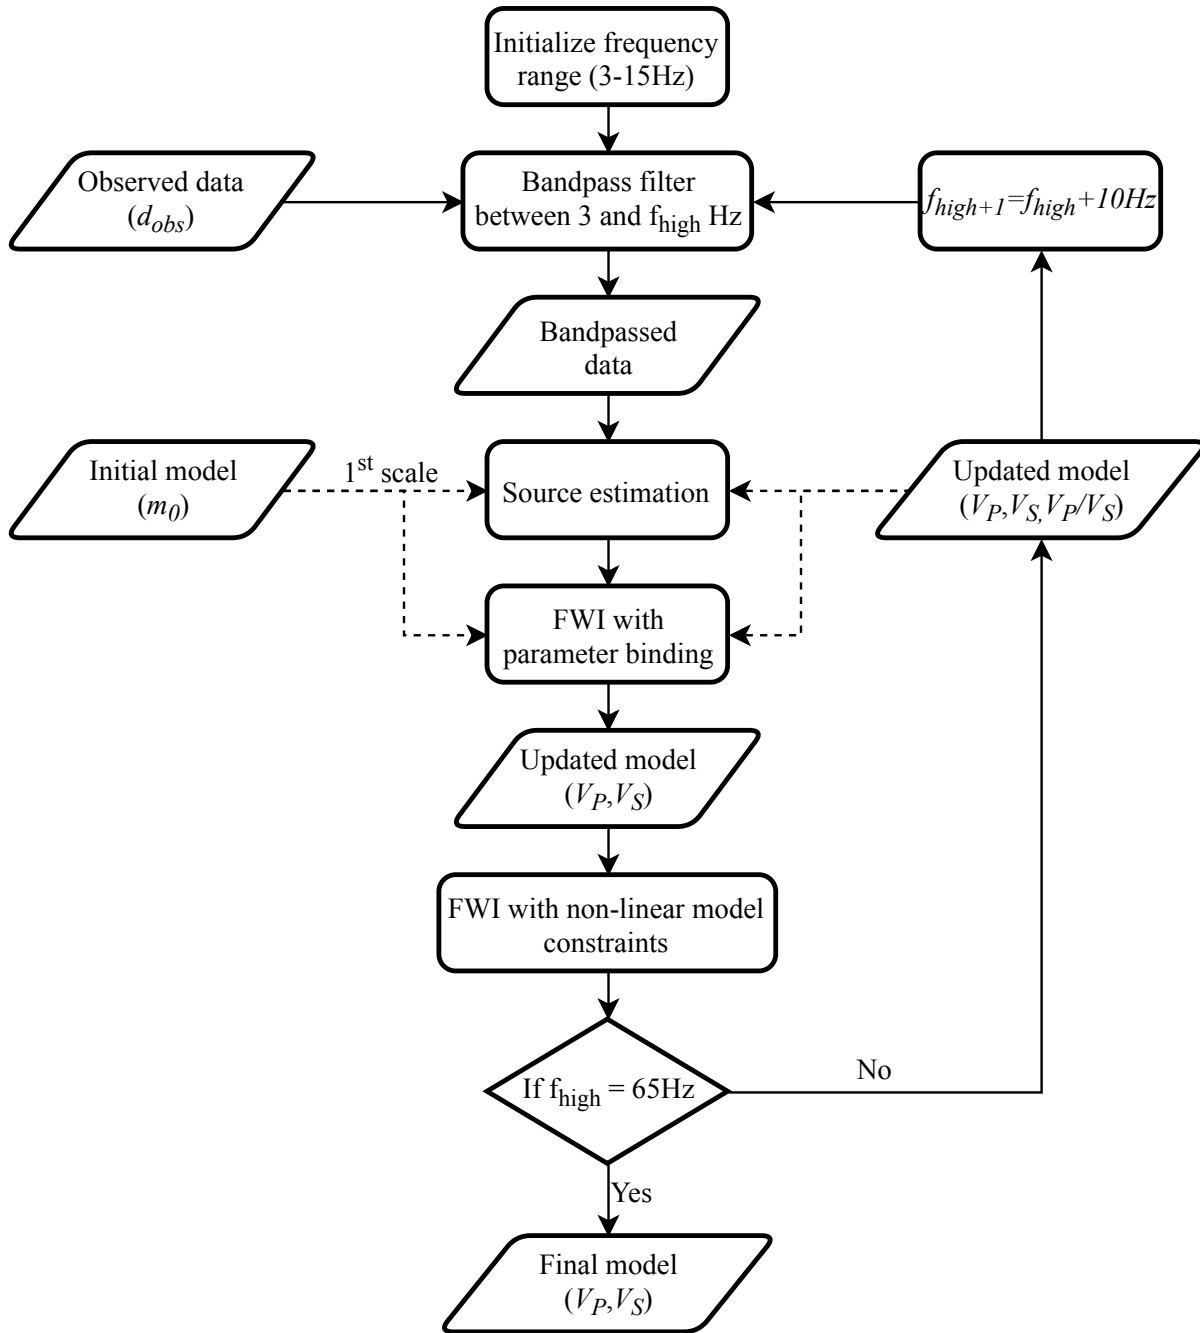 Initialize frequency
range (3-15Hz)
Observed data
(d_obs)
Bandpass filter
between 3 and f_high Hz
f_high+1=f_high+10Hz
Bandpassed
data
Initial model
(m_0)
1^st scale
Source estimation
Updated model
(V_P,V_S,V_P/V_S)
FWI with
parameter binding
Updated model
(V_P,V_S)
FWI with non-linear model
constraints
If f_high = 65Hz
No
Yes
Final model
(V_P,V_S)